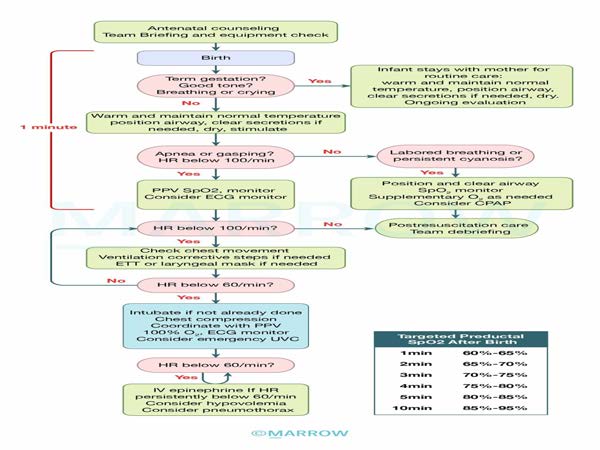 Antenatal counseling
Team Briefing and equipment check
Birth
Term gestation?
Good tone?
Breathing or crying
Yes
Infant stays with mother for
routine care:
warm and maintain normal
temperature, position airway,
clear secretions if needed, dry.
Ongoing evaluation
No
1 minute
Warm and maintain normal temperature
position airway, clear secretions if
needed, dry, stimulate
Apnea or gasping?
HR below 100/min?
No
Labored breathing or
persistent cyanosis?
Yes
Yes
PPV SpO2, monitor
Consider ECG monitor
Position and clear airway
SpO₂ monitor
Supplementary O₂ as needed
Consider CPAP
MARROW
HR below 100/min?
No
Postresuscitation care
Team debriefing
Yes
Check chest movement
Ventilation corrective steps if needed
ETT or laryngeal mask if needed
No
HR below 60/min?
Yes
Intubate if not already done
Chest compression
Coordinate with PPV
100% O₂, ECG monitor
Consider emergency UVC
HR below 60/min?
Yes
IV epinephrine If HR
persistently below 60/min
Consider hypovolemia
Consider pneumothorax
Targeted Preductal
SpO2 After Birth
1min 60%-65%
2min 65%-70%
3min 70%-75%
4min 75%-80%
5min 80%-85%
10min 85%-95%
©MARROW